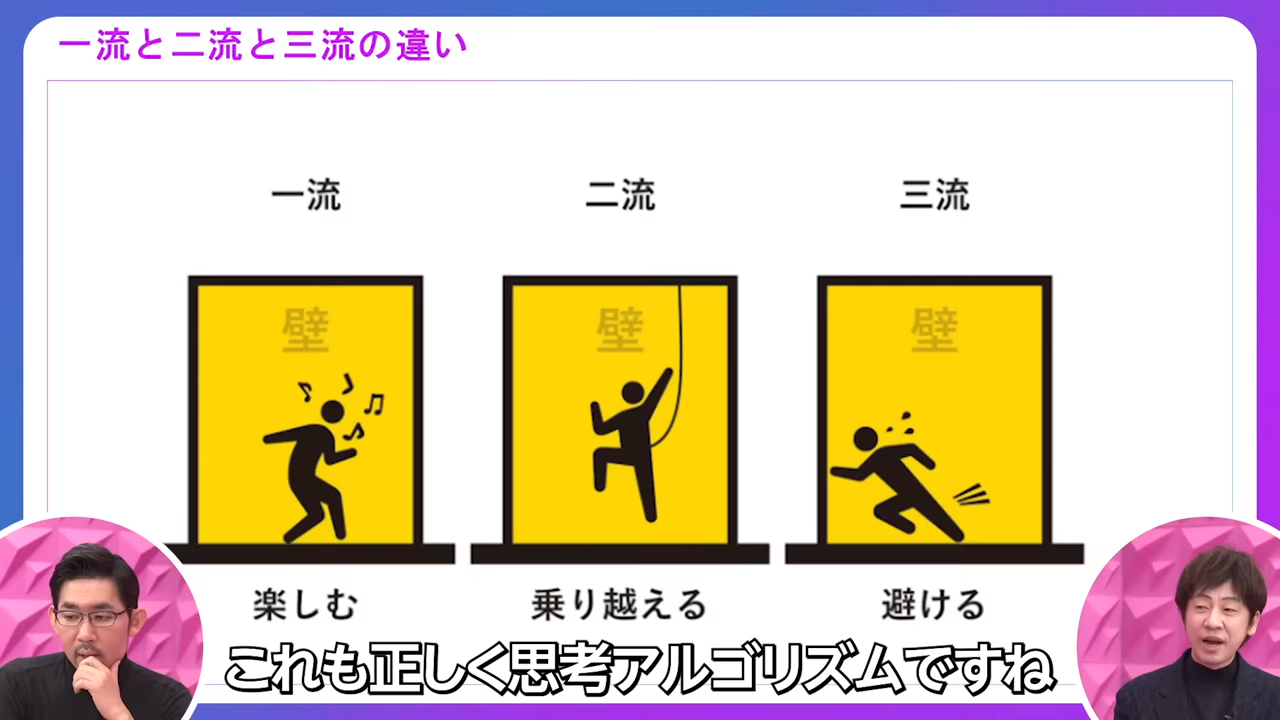 一流と二流と三流の違い
一流
二流
三流
壁
壁
壁
楽しむ
乗り越える
避ける
これも正しく思考アルゴリズムですね